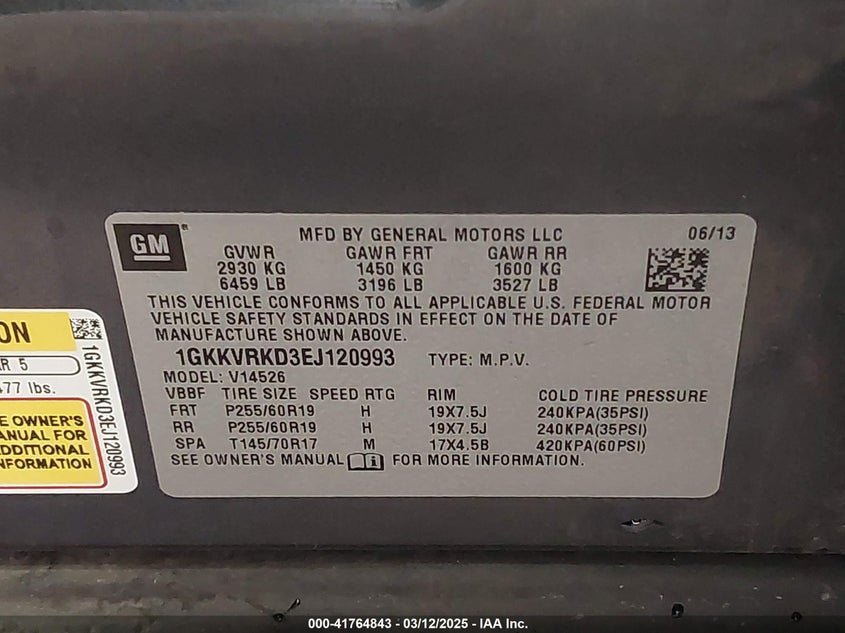 GM
MFD BY GENERAL MOTORS LLC 06/13
GVWR GAWR FRT GAWR RR
2930 KG 1450 KG 1600 KG
6459 LB 3196 LB 3527 LB
THIS VEHICLE CONFORMS TO ALL APPLICABLE U.S. FEDERAL MOTOR
VEHICLE SAFETY STANDARDS IN EFFECT ON THE DATE OF
MANUFACTURE SHOWN ABOVE.
1GKKVRKD3EJ120993 TYPE: M.P.V.
MODEL: V14526
VBBF TIRE SIZE SPEED RTG RIM COLD TIRE PRESSURE
FRT P255/60R19 H 19X7.5J 240KPA(35PSI)
RR P255/60R19 H 19X7.5J 240KPA(35PSI)
SPA T145/70R17 M 17X4.5B 420KPA(60PSI)
SEE OWNER'S MANUAL FOR MORE INFORMATION.
ON
R 5
477 lbs.
E OWNER'S
ANUAL FOR
ADDITIONAL
NFORMATION
1GKKVRKD3EJ120993
000-41764843 - 03/12/2025 - IAA Inc.